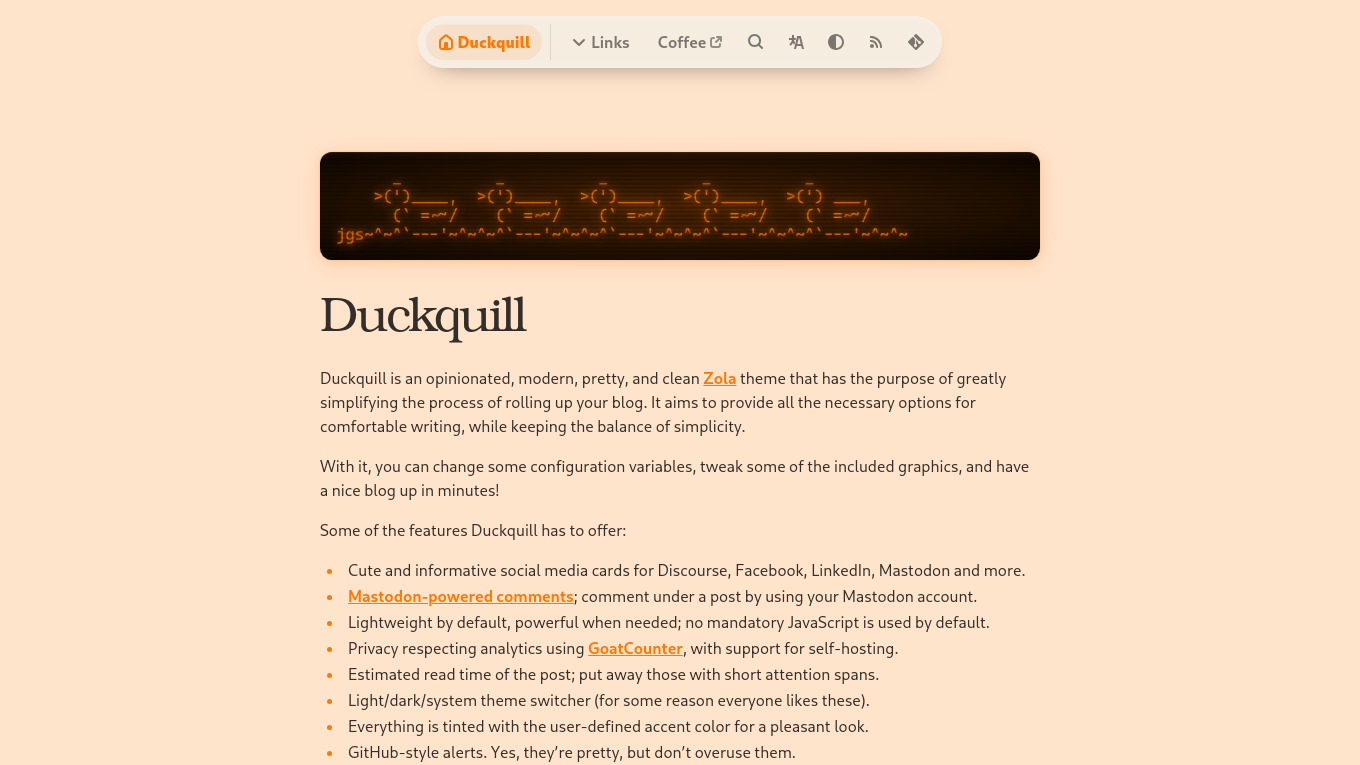 Duckquill
Links
Coffee
      _          _          _          _          _
    >(')____,  >(')____,  >(')____,  >(')____,  >(') ___,
      (` =~~/    (` =~~/    (` =~~/    (` =~~/    (` =~~/
jgs~^~^`---'~^~^~^`---'~^~^~^`---'~^~^~^`---'~^~^~^`---'~^~^~
Duckquill
Duckquill is an opinionated, modern, pretty, and clean Zola theme that has the purpose of greatly
simplifying the process of rolling up your blog. It aims to provide all the necessary options for
comfortable writing, while keeping the balance of simplicity.
With it, you can change some configuration variables, tweak some of the included graphics, and have
a nice blog up in minutes!
Some of the features Duckquill has to offer:
• Cute and informative social media cards for Discourse, Facebook, LinkedIn, Mastodon and more.
• Mastodon-powered comments; comment under a post by using your Mastodon account.
• Lightweight by default, powerful when needed; no mandatory JavaScript is used by default.
• Privacy respecting analytics using GoatCounter, with support for self-hosting.
• Estimated read time of the post; put away those with short attention spans.
• Light/dark/system theme switcher (for some reason everyone likes these).
• Everything is tinted with the user-defined accent color for a pleasant look.
• GitHub-style alerts. Yes, they’re pretty, but don’t overuse them.